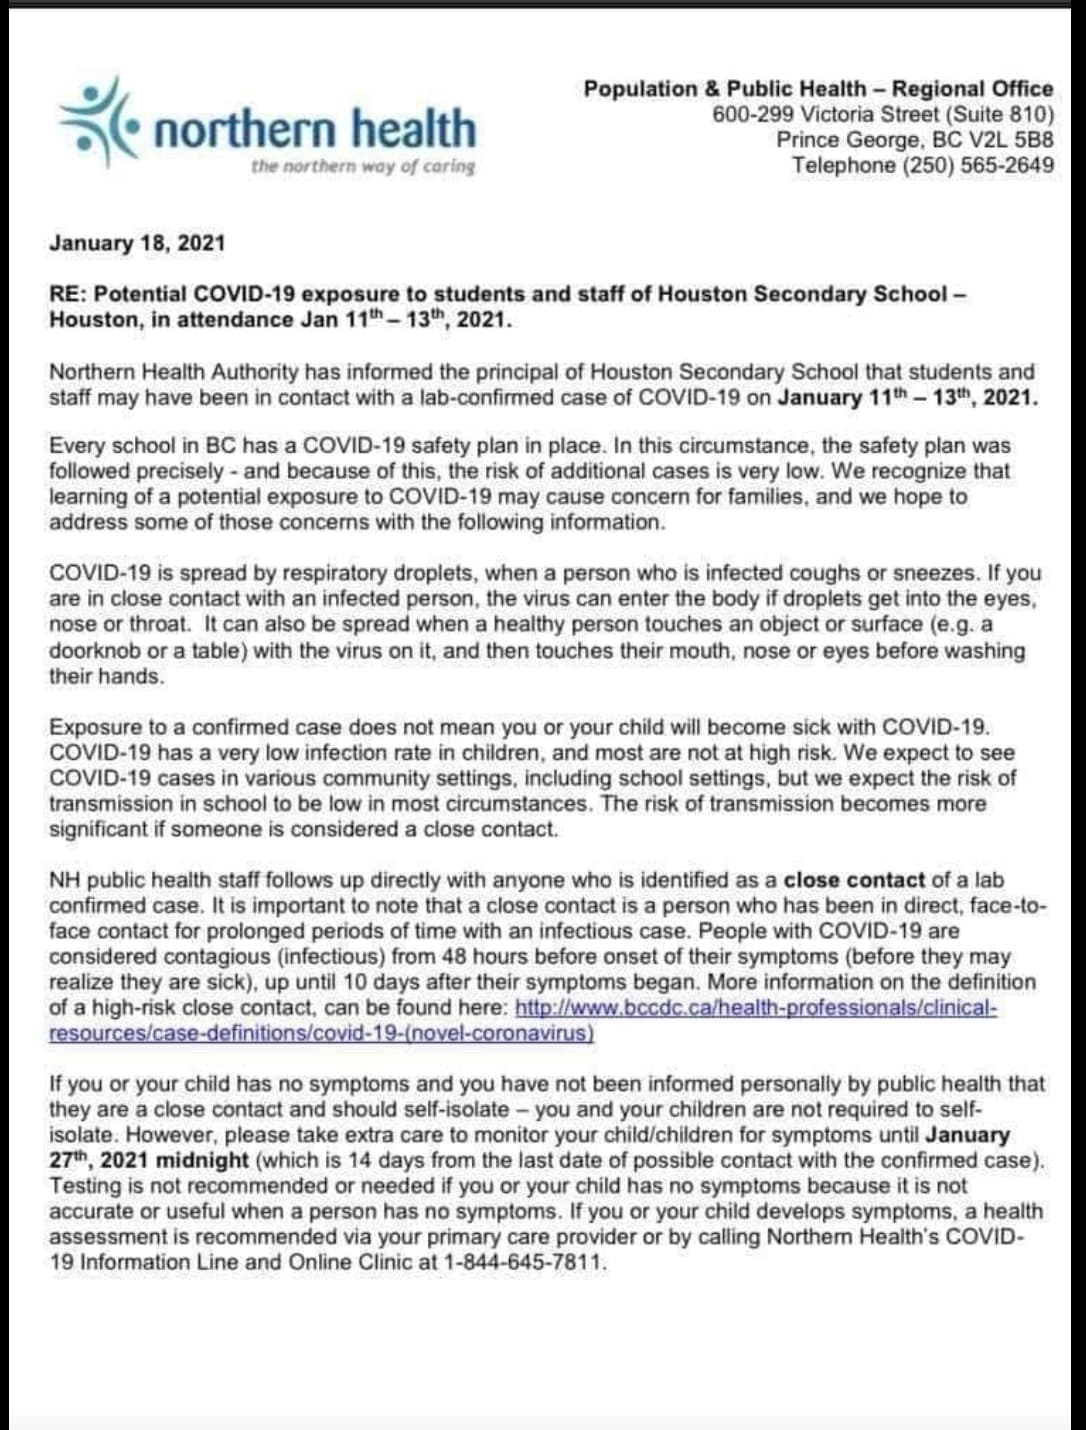 northern health
the northern way of caring
Population & Public Health – Regional Office
600-299 Victoria Street (Suite 810)
Prince George, BC V2L 5B8
Telephone (250) 565-2649
January 18, 2021
RE: Potential COVID-19 exposure to students and staff of Houston Secondary School –
Houston, in attendance Jan 11th – 13th, 2021.
Northern Health Authority has informed the principal of Houston Secondary School that students and
staff may have been in contact with a lab-confirmed case of COVID-19 on January 11th – 13th, 2021.
Every school in BC has a COVID-19 safety plan in place. In this circumstance, the safety plan was
followed precisely - and because of this, the risk of additional cases is very low. We recognize that
learning of a potential exposure to COVID-19 may cause concern for families, and we hope to
address some of those concerns with the following information.
COVID-19 is spread by respiratory droplets, when a person who is infected coughs or sneezes. If you
are in close contact with an infected person, the virus can enter the body if droplets get into the eyes,
nose or throat. It can also be spread when a healthy person touches an object or surface (e.g. a
doorknob or a table) with the virus on it, and then touches their mouth, nose or eyes before washing
their hands.
Exposure to a confirmed case does not mean you or your child will become sick with COVID-19.
COVID-19 has a very low infection rate in children, and most are not at high risk. We expect to see
COVID-19 cases in various community settings, including school settings, but we expect the risk of
transmission in school to be low in most circumstances. The risk of transmission becomes more
significant if someone is considered a close contact.
NH public health staff follows up directly with anyone who is identified as a close contact of a lab
confirmed case. It is important to note that a close contact is a person who has been in direct, face-to-
face contact for prolonged periods of time with an infectious case. People with COVID-19 are
considered contagious (infectious) from 48 hours before onset of their symptoms (before they may
realize they are sick), up until 10 days after their symptoms began. More information on the definition
of a high-risk close contact, can be found here: http://www.bccdc.ca/health-professionals/clinical-
resources/case-definitions/covid-19-(novel-coronavirus)
If you or your child has no symptoms and you have not been informed personally by public health that
they are a close contact and should self-isolate – you and your children are not required to self-
isolate. However, please take extra care to monitor your child/children for symptoms until January
27th, 2021 midnight (which is 14 days from the last date of possible contact with the confirmed case).
Testing is not recommended or needed if you or your child has no symptoms because it is not
accurate or useful when a person has no symptoms. If you or your child develops symptoms, a health
assessment is recommended via your primary care provider or by calling Northern Health's COVID-
19 Information Line and Online Clinic at 1-844-645-7811.